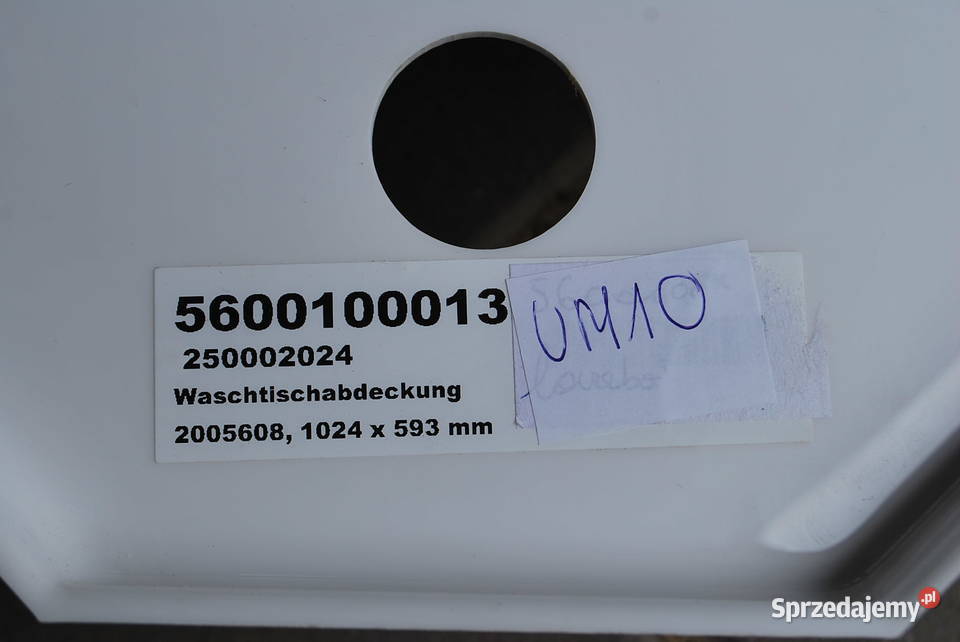 5600100013
250002024
Waschtischabdeckung
2005608, 1024 x 593 mm
UM10
Sprzedajemy.pl